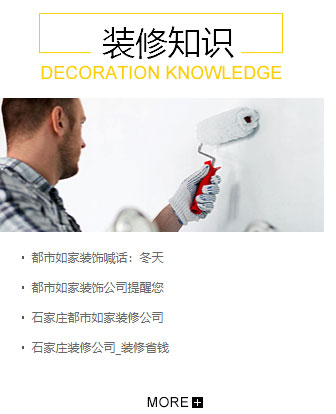 装修知识
DECORATION KNOWLEDGE
都市如家装饰喊话：冬天
都市如家装饰公司提醒您
石家庄都市如家装修公司
石家庄装修公司_装修省钱
MORE